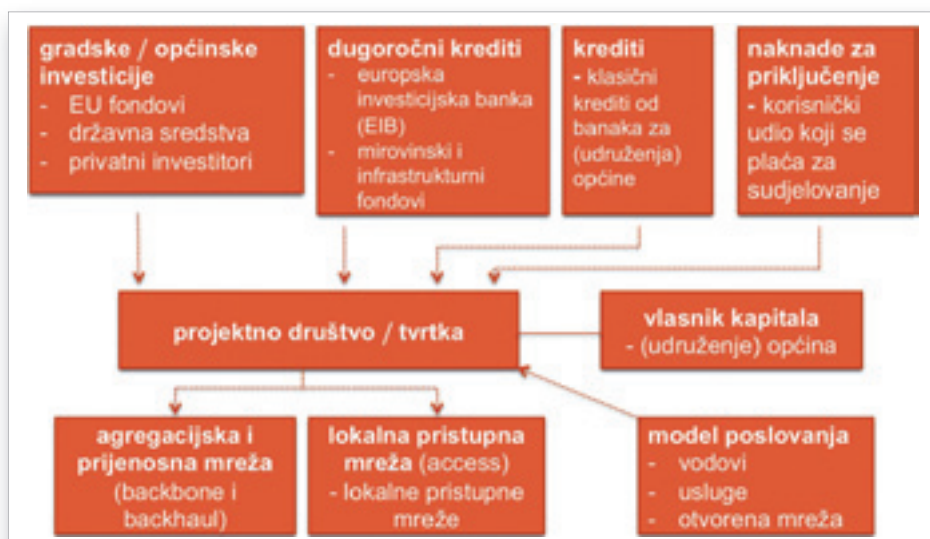 gradske / općinske
investicije
- EU fondovi
- državna sredstva
- privatni investitori
dugoročni krediti
- europska
investicijska banka
(EIB)
- mirovinski i
infrastrukturni
fondovi
krediti
- klasični
krediti od
banaka za
(udruženja)
općine
naknade za
priključenje
- korisnički
udio koji se
plaća za
sudjelovanje
projektno društvo / tvrtka
vlasnik kapitala
- (udruženje) općina
agregacijska i
prijenosna mreža
(backbone i
backhaul)
lokalna pristupna
mreža (access)
- lokalne pristupne
mreže
model poslovanja
- vodovi
- usluge
- otvorena mreža